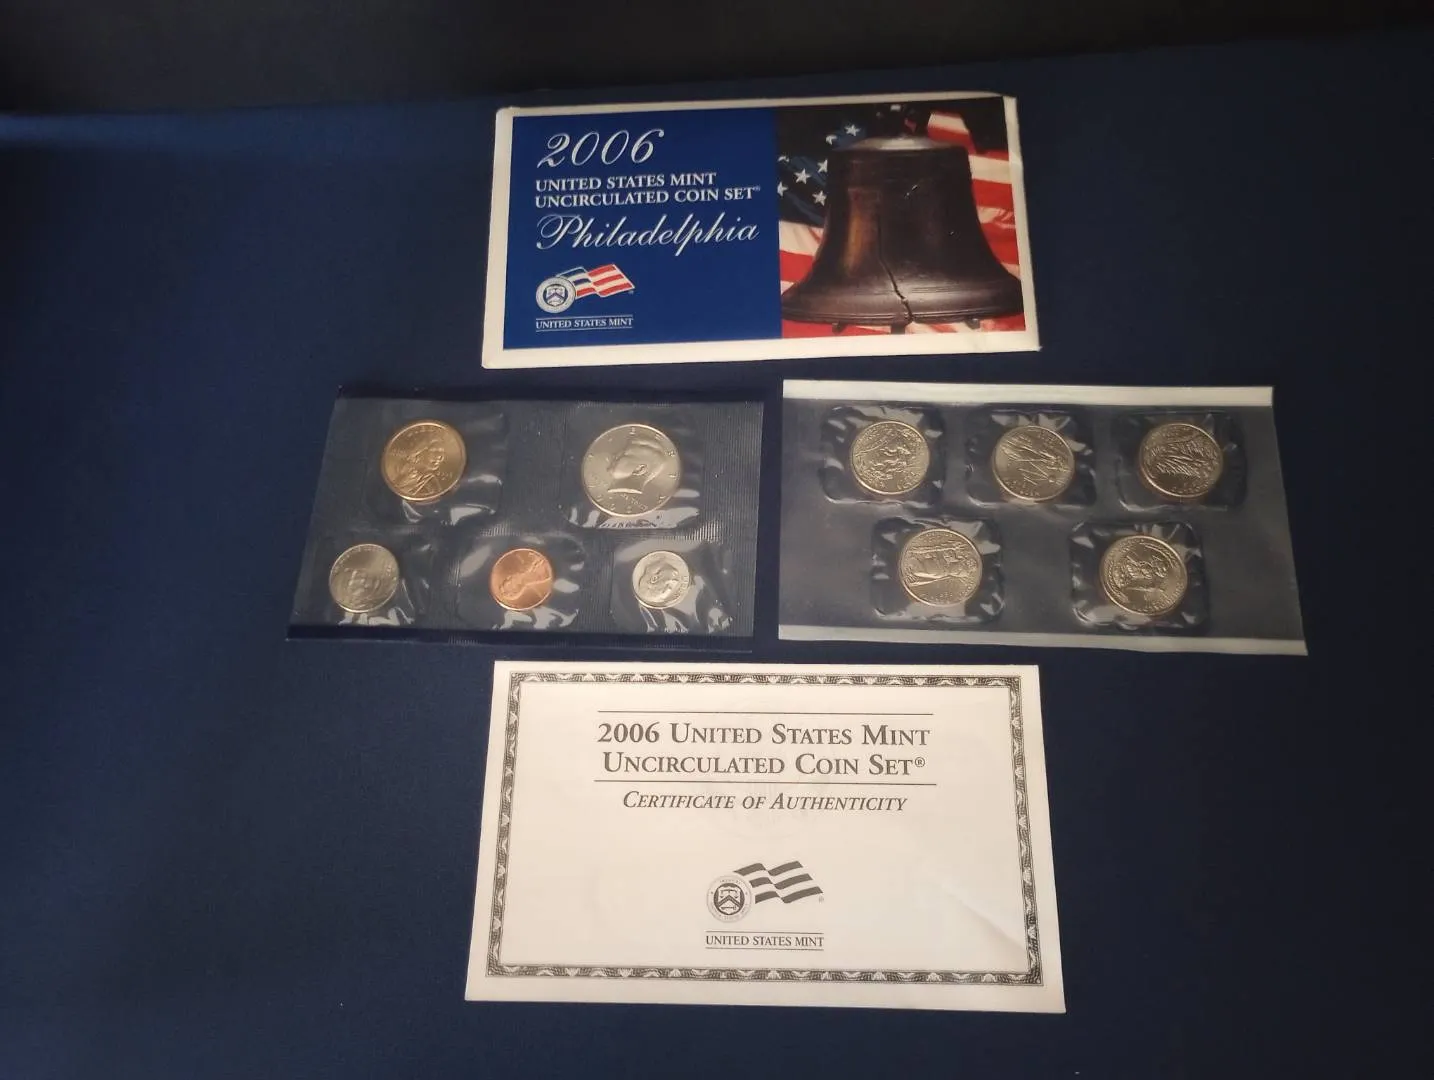 2006
UNITED STATES MINT
UNCIRCULATED COIN SET®
Philadelphia
UNITED STATES MINT
2006 UNITED STATES MINT
UNCIRCULATED COIN SET®
CERTIFICATE OF AUTHENTICITY
UNITED STATES MINT